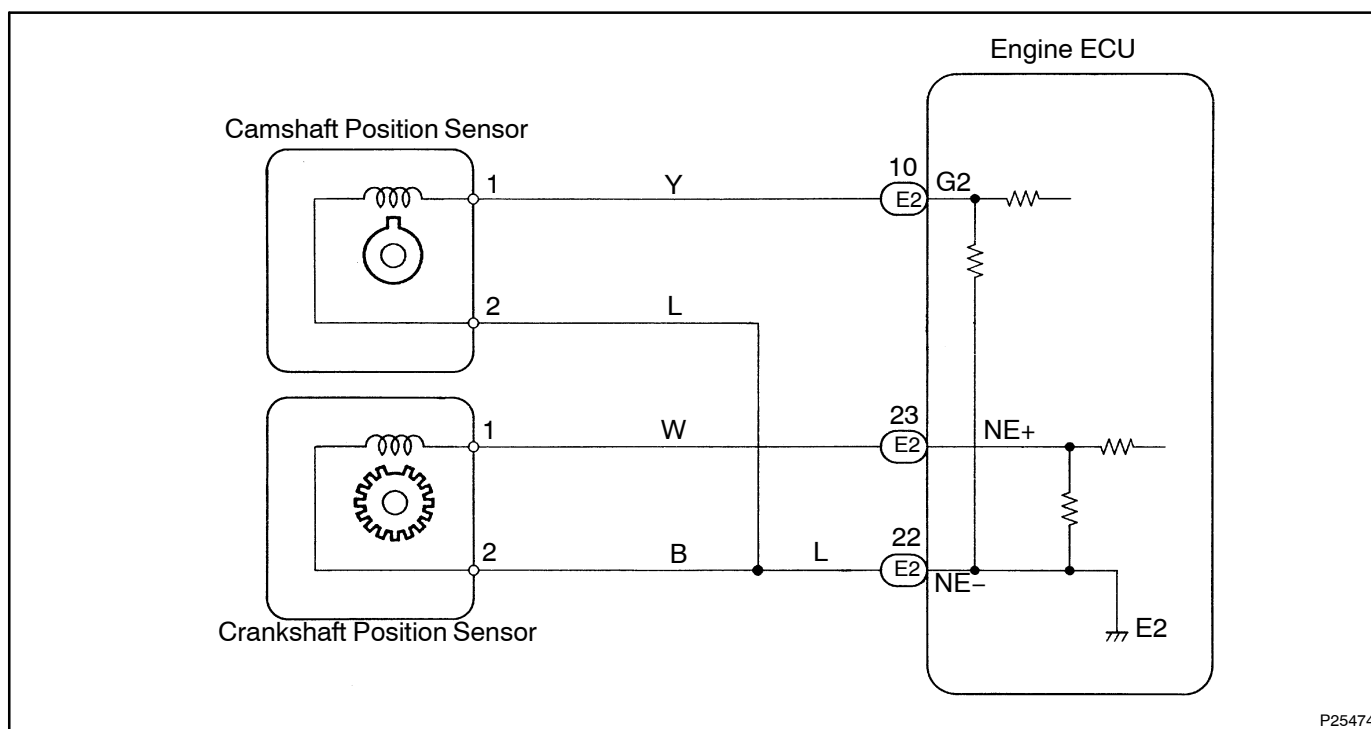 Engine ECU
Camshaft Position Sensor
1
Y
10
E2
G2
2
L
1
W
23
E2
NE+
2
B
L
22
E2
NE−
E2
Crankshaft Position Sensor
P25474